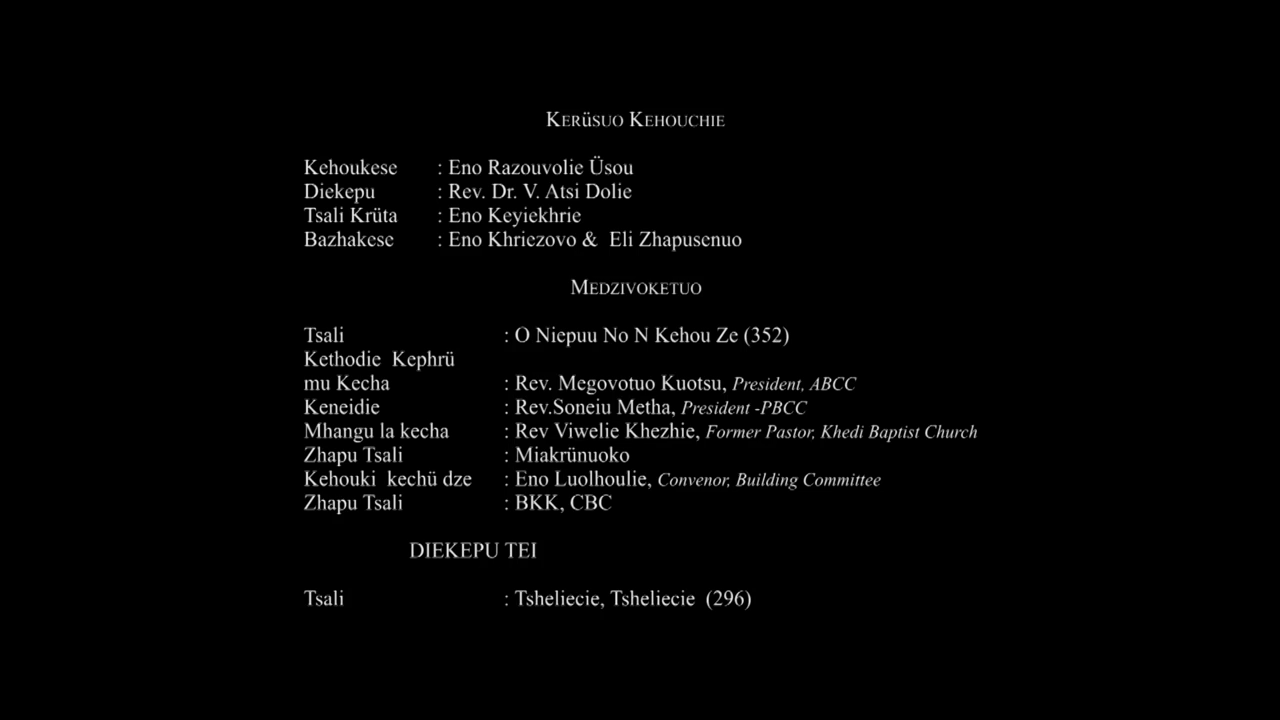 KERÜSUO KEHOUCHIE
Kehoukese : Eno Razouvolie Üsou
Diekepu : Rev. Dr. V. Atsi Dolie
Tsali Krüta : Eno Keyiekhrie
Bazhakese : Eno Khriezovo & Eli Zhapusenuo
MEDZIVOKETUO
Tsali : O Niepuu No N Kehou Ze (352)
Kethodie Kephrü
mu Kecha : Rev. Megovotuo Kuotsu, President, ABCC
Keneidie : Rev.Soneiu Metha, President -PBCC
Mhangu la kecha : Rev Viwelie Khezhie, Former Pastor, Khedi Baptist Church
Zhapu Tsali : Miakrünuoko
Kehouki kechü dze : Eno Luolhoulie, Convenor, Building Committee
Zhapu Tsali : BKK, CBC
DIEKEPU TEI
Tsali : Tsheliecie, Tsheliecie (296)